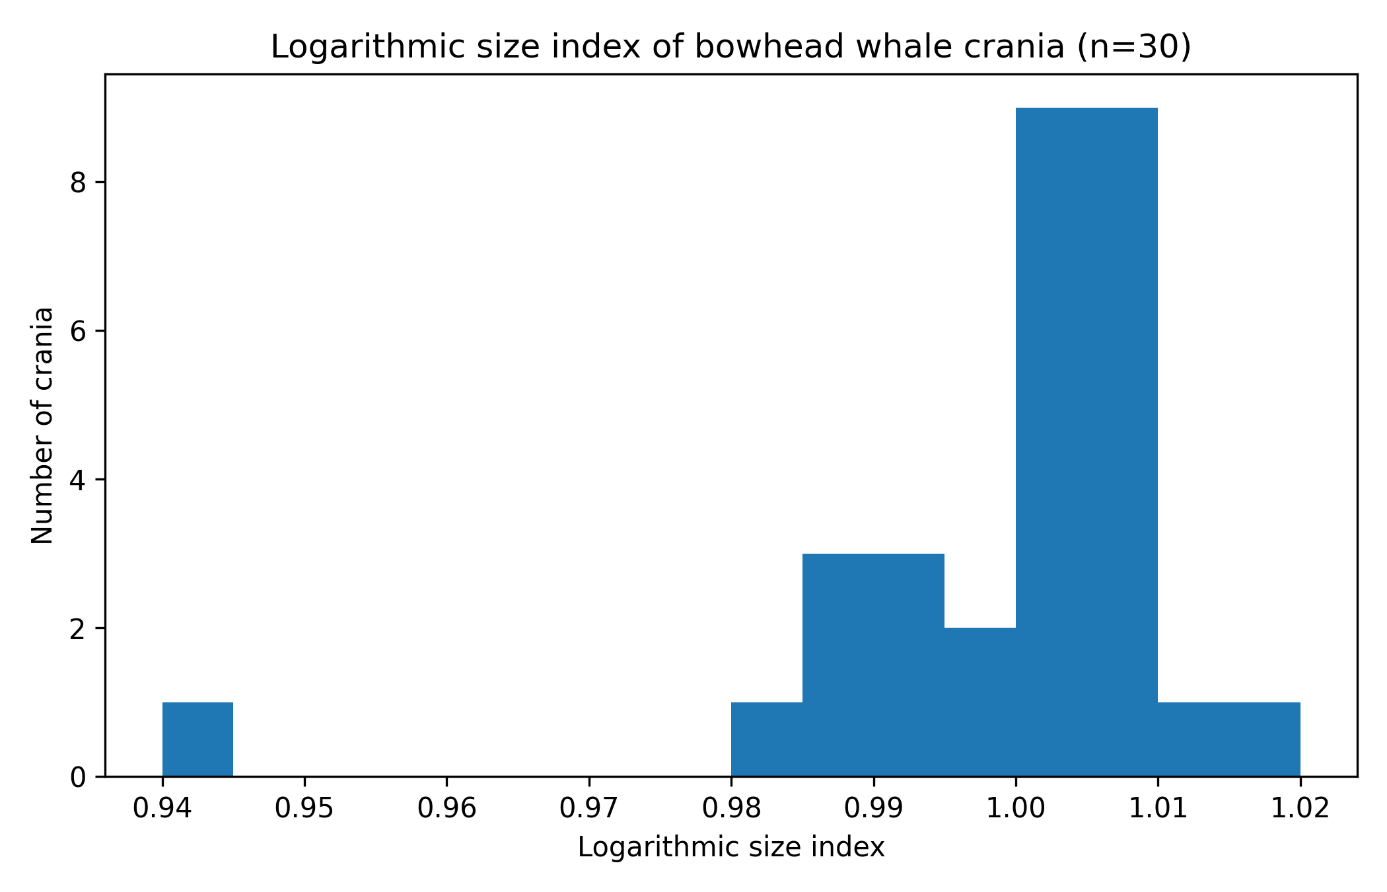 Logarithmic size index of bowhead whale crania (n=30)
Number of crania
8
6
4
2
0
0.94 0.95 0.96 0.97 0.98 0.99 1.00 1.01 1.02
Logarithmic size index